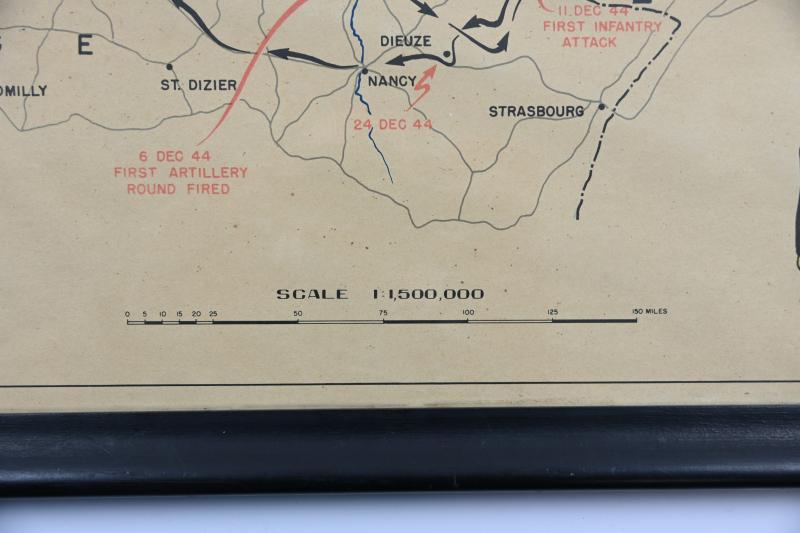 11 DEC 44
FIRST INFANTRY
ATTACK
E
DIEUZE
NANCY
ST. DIZIER
OMILLY
STRASBOURG
24 DEC 44
6 DEC 44
FIRST ARTILLERY
ROUND FIRED
SCALE 1:1,500,000
0 5 10 15 20 25 50 75 100 125 150 MILES